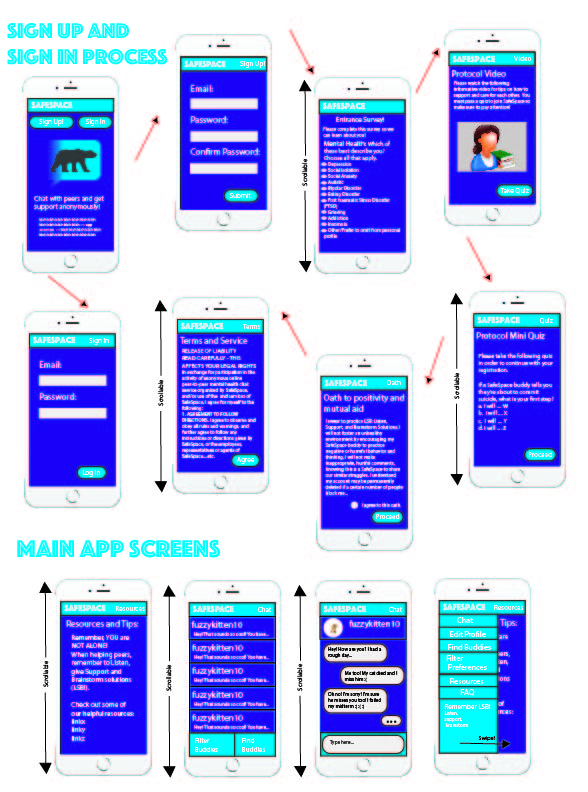 SIGN UP AND
SIGN IN PROCESS
SAFESPACE
Sign Up!
Sign In
Chat with peers and get
support anonymously!
SAFESPACE
Sign Up!
Email:
Password:
Confirm Password:
Submit
Scrollable
SAFESPACE
Entrance Survey!
Please complete this survey so we
can learn about you!
Mental Health: Which of
these best describe you?
Choose all that apply.
Depression
Social Isolation
Social Anxiety
Autistic
Bipolar Disorder
Eating Disorder
Post traumatic Stress Disorder
(PTSD)
Grieving
Addiction
Insomnia
Other/Prefer to omit from personal
profile
SAFESPACE
Video
Protocol Video
Please watch the following
informative video for tips on how to
support and care for each other. You
must pass a quiz to join SafeSpace so
make sure to pay attention!
Take Quiz
SAFESPACE
Sign In
Email:
Password:
Log In
Scrollable
SAFESPACE
Terms
Terms and Service
RELEASE OF LIABILITY
READ CAREFULLY - THIS
AFFECTS YOUR LEGAL RIGHTS
In exchange for participation in the
activity of anonymous online
peer-to-peer mental health chat
service organized by SafeSpace,
and/or use of the and services of
SafeSpace, I agree for myself to the
following:
1. AGREEMENT TO FOLLOW
DIRECTIONS. I agree to observe and
obey all rules and warnings, and
further agree to follow any
instructions or directions given by
SafeSpace, or the employees,
representatives or agents of
SafeSpace...etc.
Agree
Scrollable
SAFESPACE
Oath
Oath to positivity and
mutual aid
I swear to practice LSB: Listen,
Support, and Brainstorm Solutions. I
will not foster an unhealthy
environment by encouraging my
SafeSpace buddy to practice
negative or harmful behavior and
thinking. I will not make
inappropriate, harmful comments,
knowing this is a SafeSpace to share
our similar struggles. I understand
my account may be permanently
deleted if a certain number of people
block me...
I agree to this oath.
Proceed
Scrollable
SAFESPACE
Quiz
Protocol Mini Quiz
Please take the following quiz
in order to continue with your
registration.
If a SafeSpace buddy tells you
they're about to commit
suicide, what is your first step?
a. I will ... W
b. I will ... X
c. I will ... Y
d. I will ... Z
Proceed
MAIN APP SCREENS
Scrollable
SAFESPACE
Resources
Resources and Tips:
Remember, YOU are
NOT ALONE!
When helping peers,
remember to Listen,
give Support and
Brainstorm solutions
(LSB).
Check out some of
our helpful resources:
linkx
linky
linkz
Scrollable
SAFESPACE
Chat
fuzzykitten10
Hey! That sounds so cool! You have...
fuzzykitten10
Hey! That sounds so cool! You have...
fuzzykitten10
Hey! That sounds so cool! You have...
fuzzykitten10
Hey! That sounds so cool! You have...
fuzzykitten10
Hey! That sounds so cool! You have...
Filter
Buddies
Find
Buddies
Scrollable
SAFESPACE
Chat
fuzzykitten10
Hey! How are you? I had a
rough day...
Me too! My cat died and I
miss him :(
Oh no! I'm sorry! I'm sure
he misses you too! I failed
my midterm :( :( :(
Type here...
SAFESPACE
Resources
Chat
Edit Profile
Find Buddies
Filter
Preferences
Resources
FAQ
Remember LSB!
Listen,
Support,
Brainstorm
Tips:
Swipe!